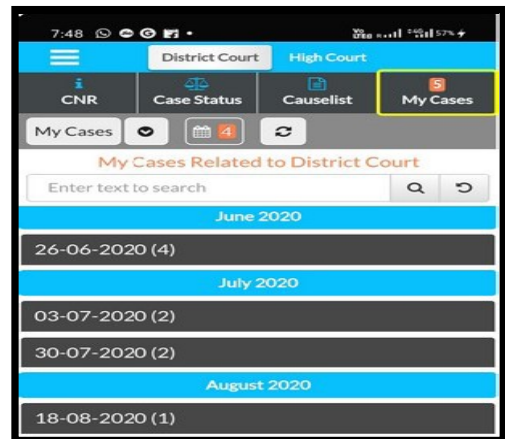 7:48
57%
District Court High Court
5
CNR Case Status Causelist My Cases
My Cases 4
My Cases Related to District Court
Enter text to search
June 2020
26-06-2020 (4)
July 2020
03-07-2020 (2)
30-07-2020 (2)
August 2020
18-08-2020 (1)